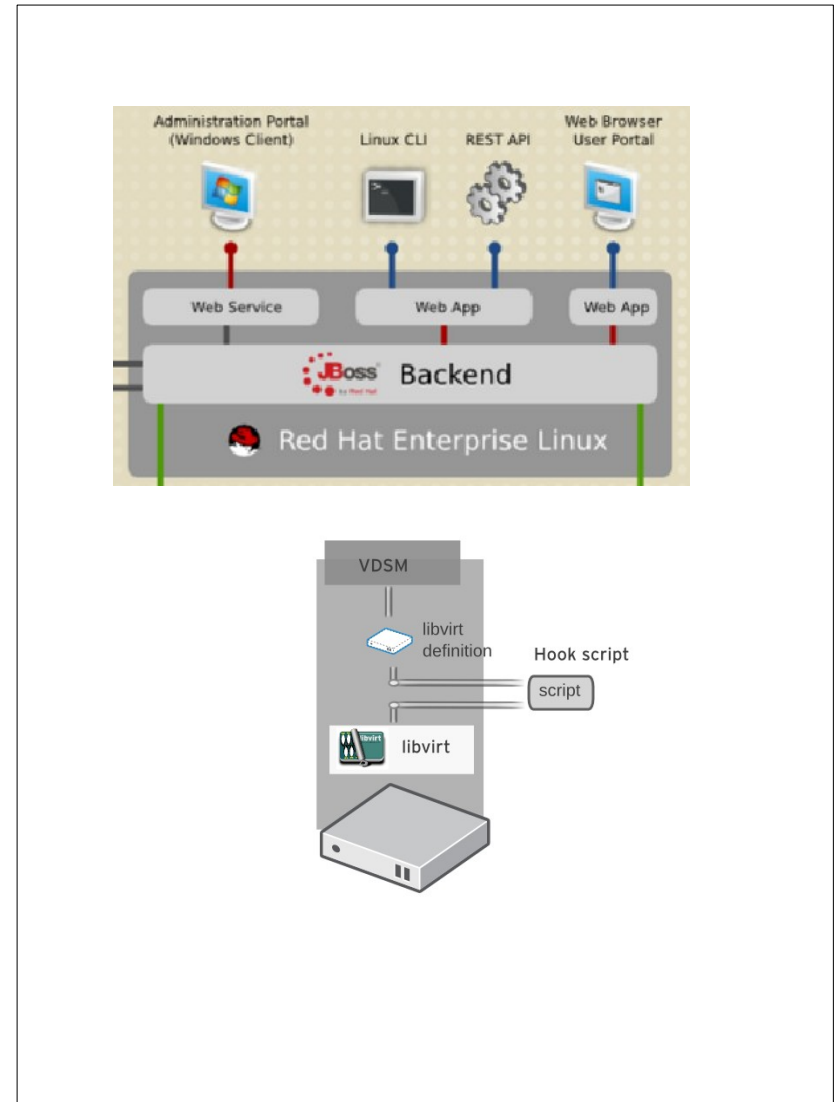 Administration Portal
(Windows Client)
Linux CLI
REST API
Web Browser
User Portal
Web Service
Web App
Web App
JBoss
by Red Hat
Backend
Red Hat Enterprise Linux
VDSM
libvirt
definition
Hook script
script
libvirt
libvirt